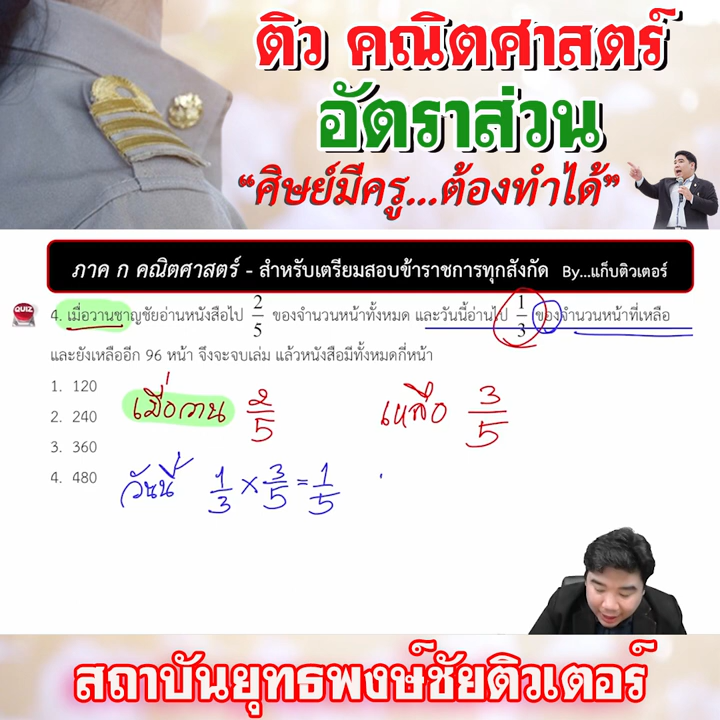 ติว คณิตศาสตร์
อัตราส่วน
“ศิษย์มีครู...ต้องทำได้”
ภาค ก คณิตศาสตร์ - สำหรับเตรียมสอบข้าราชการทุกสังกัด By...แก็บติวเตอร์
QUIZ
4. เมื่อวานชาญชัยอ่านหนังสือไป 2/5 ของจำนวนหน้าทั้งหมด และวันนี้อ่านไป 1/3 ของจำนวนหน้าที่เหลือ
และยังเหลืออีก 96 หน้า จึงจะจบเล่ม แล้วหนังสือมีทั้งหมดกี่หน้า
1. 120
2. 240
3. 360
4. 480
เมื่อวาน 2/5 เหลือ 3/5
วันนี้ 1/3 × 3/5 = 1/5
สถาบันยุทธพงษ์ชัยติวเตอร์